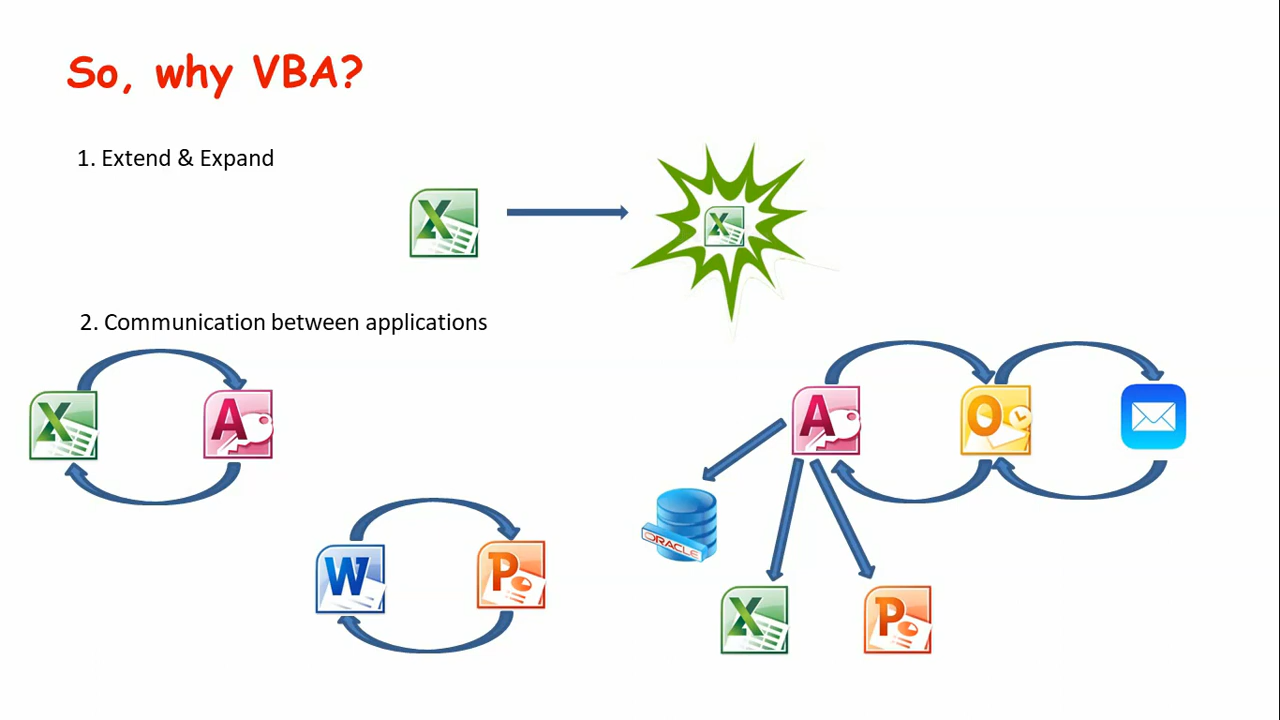 So, why VBA?
1. Extend & Expand
X
X
2. Communication between applications
X
A
A
O
ORACLE
W
P
X
P